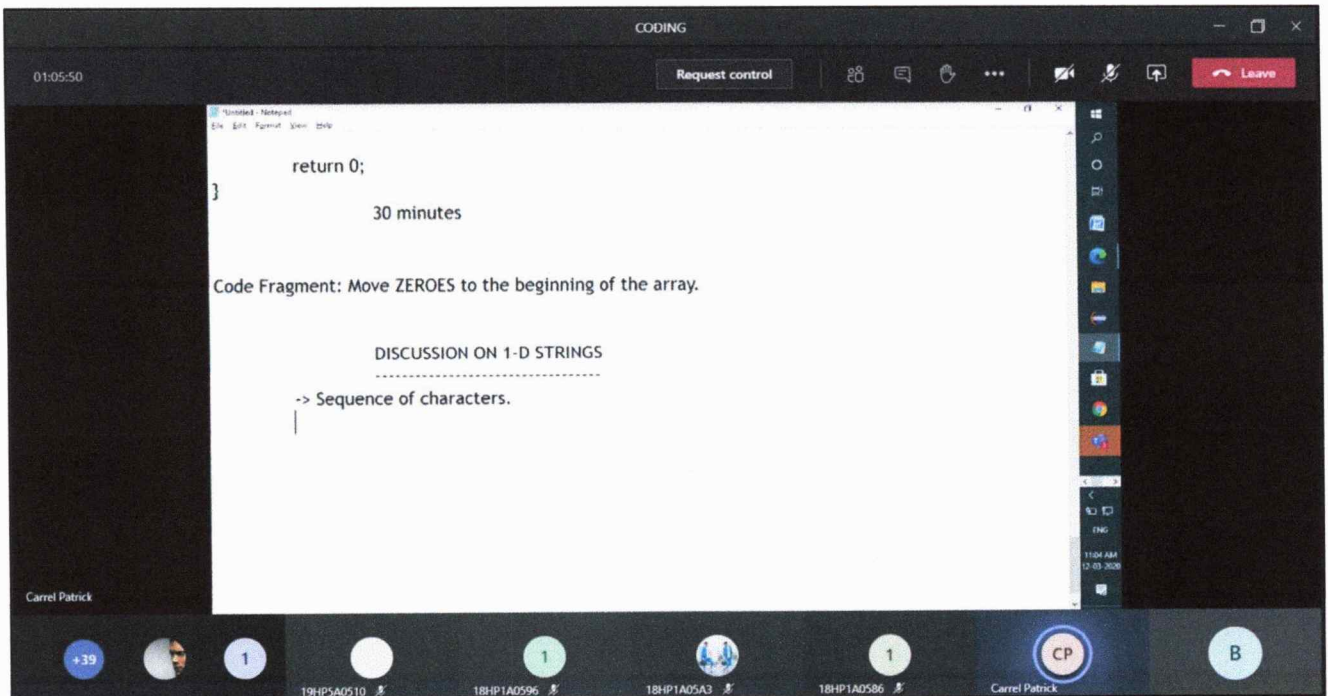 CODING
01:05:50
Request control
Leave
*Untitled - Notepad
File Edit Format View Help
return 0;
}
30 minutes
Code Fragment: Move ZEROES to the beginning of the array.
DISCUSSION ON 1-D STRINGS
--------------------------------
-> Sequence of characters.
ENG
11:04 AM
12-03-2020
Carrel Patrick
+39
1
19HP5A0510
1
18HP1A0596
18HP1A05A3
1
18HP1A0586
CP
Carrel Patrick
B